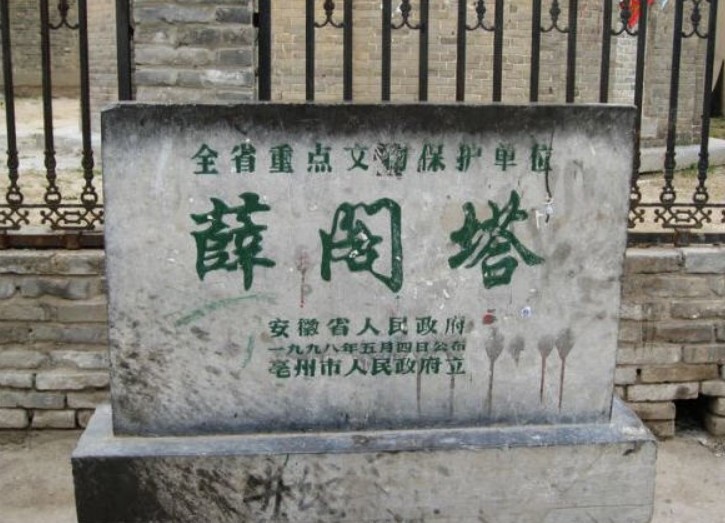 全省重点文物保护单位
薛阁塔
安徽省人民政府
一九九八年五月四日公布
亳州市人民政府立